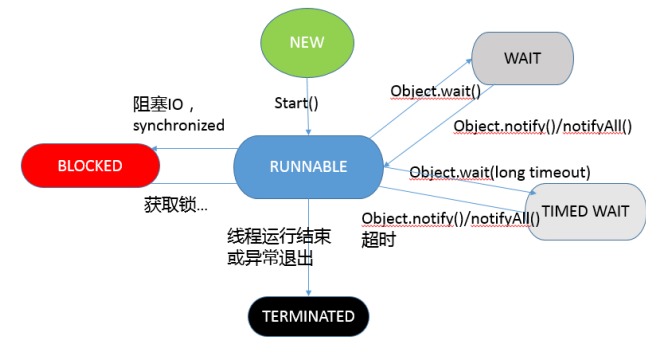 NEW
WAIT
Object.wait()
阻塞IO，
synchronized
Start()
Object.notify()/notifyAll()
BLOCKED
RUNNABLE
Object.wait(long timeout)
获取锁...
Object.notify()/notifyAll()
超时
TIMED WAIT
线程运行结束
或异常退出
TERMINATED